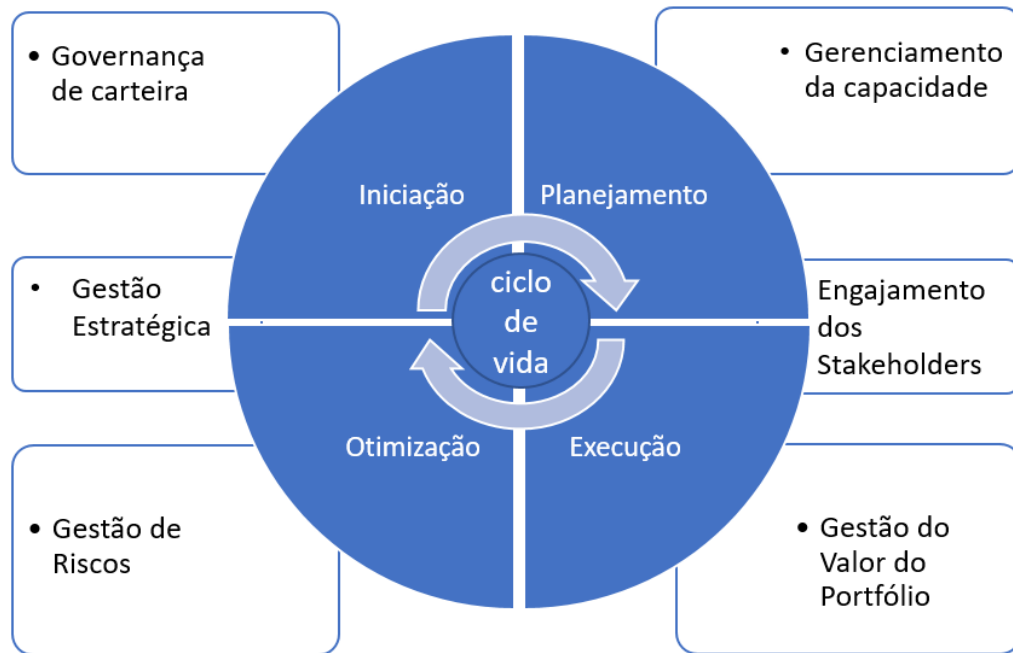 • Governança
de carteira
• Gerenciamento
da capacidade
Iniciação
Planejamento
• Gestão
Estratégica
ciclo
de
vida
Engajamento
dos
Stakeholders
Otimização
Execução
• Gestão de
Riscos
• Gestão do
Valor do
Portfólio